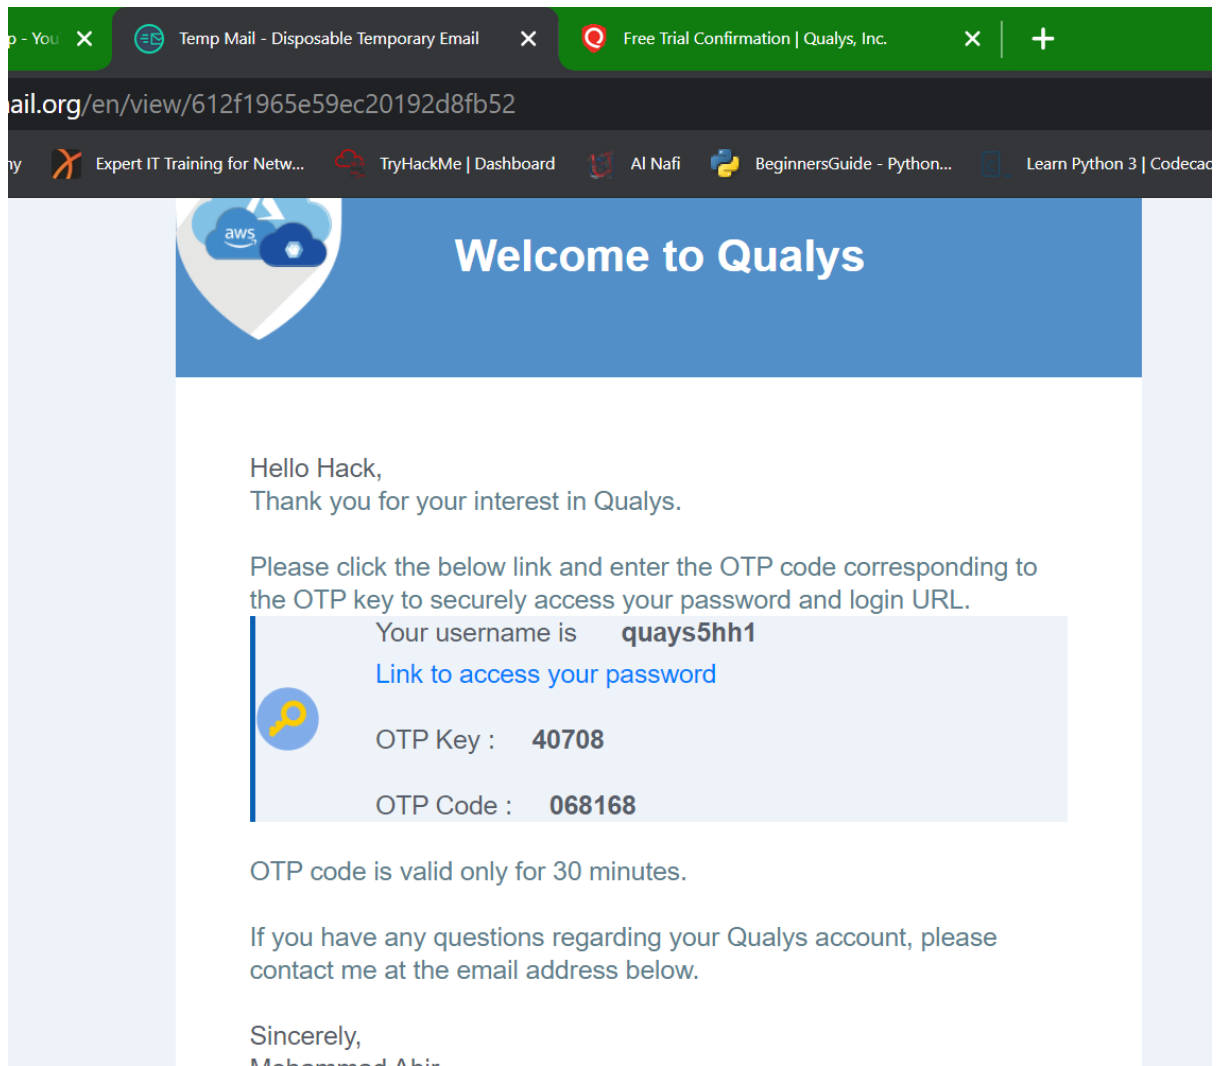 p - You
Temp Mail - Disposable Temporary Email
Free Trial Confirmation | Qualys, Inc.
ail.org/en/view/612f1965e59ec20192d8fb52
ny
Expert IT Training for Netw...
TryHackMe | Dashboard
Al Nafi
BeginnersGuide - Python...
Learn Python 3 | Codecac
aws
Welcome to Qualys
Hello Hack,
Thank you for your interest in Qualys.
Please click the below link and enter the OTP code corresponding to
the OTP key to securely access your password and login URL.
Your username is quays5hh1
Link to access your password
OTP Key : 40708
OTP Code : 068168
OTP code is valid only for 30 minutes.
If you have any questions regarding your Qualys account, please
contact me at the email address below.
Sincerely,
Mohammad Abir